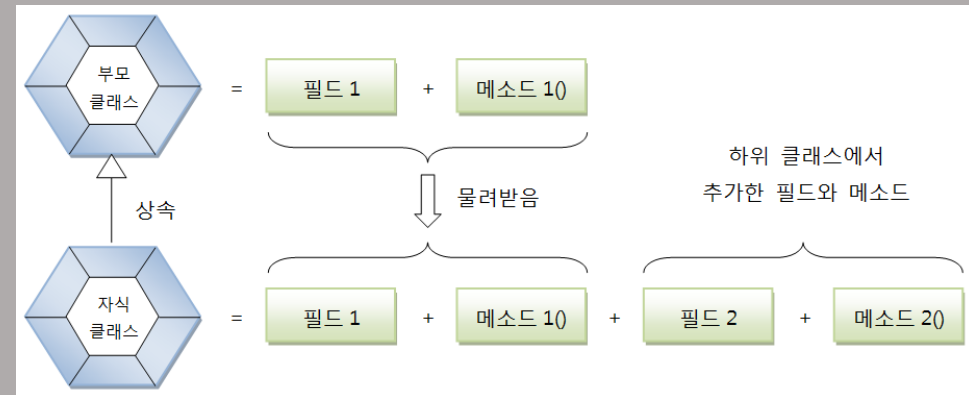 부모
클래스
=
필드 1
+
메소드 1()
하위 클래스에서
추가한 필드와 메소드
물려받음
상속
자식
클래스
=
필드 1
+
메소드 1()
+
필드 2
+
메소드 2()